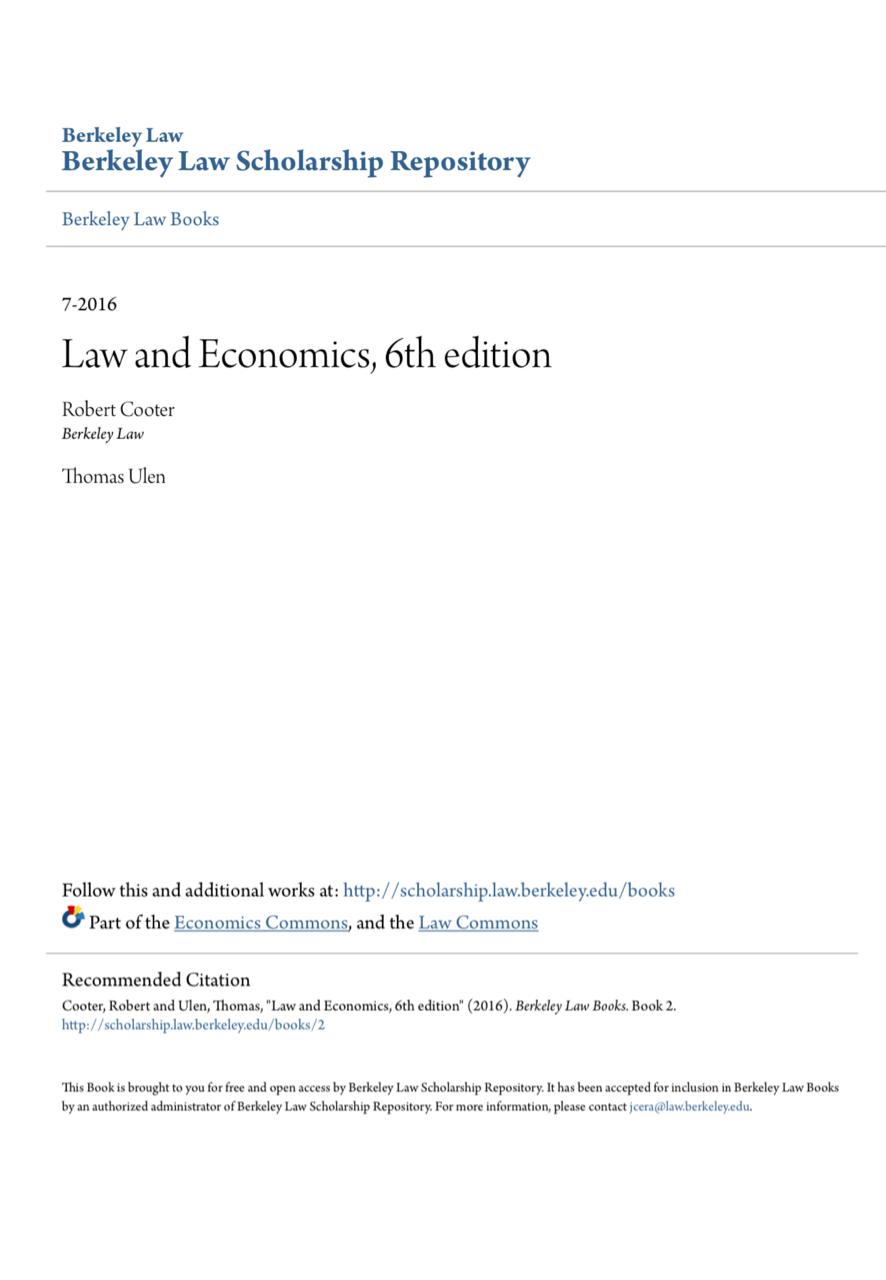 Berkeley Law
Berkeley Law Scholarship Repository
Berkeley Law Books
7-2016
Law and Economics, 6th edition
Robert Cooter
Berkeley Law
Thomas Ulen
Follow this and additional works at: http://scholarship.law.berkeley.edu/books
Part of the Economics Commons, and the Law Commons
Recommended Citation
Cooter, Robert and Ulen, Thomas, "Law and Economics, 6th edition" (2016). Berkeley Law Books. Book 2.
http://scholarship.law.berkeley.edu/books/2
This Book is brought to you for free and open access by Berkeley Law Scholarship Repository. It has been accepted for inclusion in Berkeley Law Books
by an authorized administrator of Berkeley Law Scholarship Repository. For more information, please contact jcera@law.berkeley.edu.